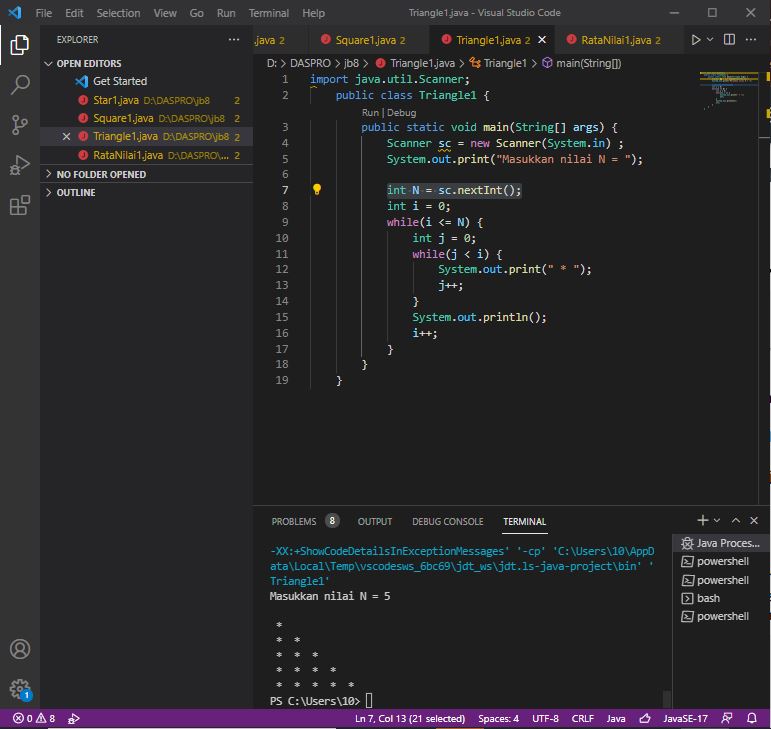 File Edit Selection View Go Run Terminal Help Triangle1.java - Visual Studio Code
EXPLORER
OPEN EDITORS
Get Started
Star1.java D:\DASPRO\jb8 2
Square1.java D:\DASPRO\jb8 2
Triangle1.java D:\DASPRO\jb8 2
RataNilai1.java D:\DASPRO\... 2
NO FOLDER OPENED
OUTLINE
.java 2 Square1.java 2 Triangle1.java 2 RataNilai1.java 2
D: > DASPRO > jb8 > Triangle1.java > Triangle1 > main(String[])
1 import java.util.Scanner;
2 public class Triangle1 {
Run | Debug
3 public static void main(String[] args) {
4 Scanner sc = new Scanner(System.in) ;
5 System.out.print("Masukkan nilai N = ");
6
7 int N = sc.nextInt();
8 int i = 0;
9 while(i <= N) {
10 int j = 0;
11 while(j < i) {
12 System.out.print(" * ");
13 j++;
14 }
15 System.out.println();
16 i++;
17 }
18 }
19 }
PROBLEMS 8 OUTPUT DEBUG CONSOLE TERMINAL
-XX:+ShowCodeDetailsInExceptionMessages' '-cp' 'C:\Users\10\AppD
ata\Local\Temp\vscodesws_6bc69\jdt_ws\jdt.ls-java-project\bin' '
Triangle1'
Masukkan nilai N = 5
*
* *
* * *
* * * *
* * * * *
PS C:\Users\10>
Java Proces...
powershell
powershell
bash
powershell
1
0 8 Ln 7, Col 13 (21 selected) Spaces: 4 UTF-8 CRLF Java JavaSE-17